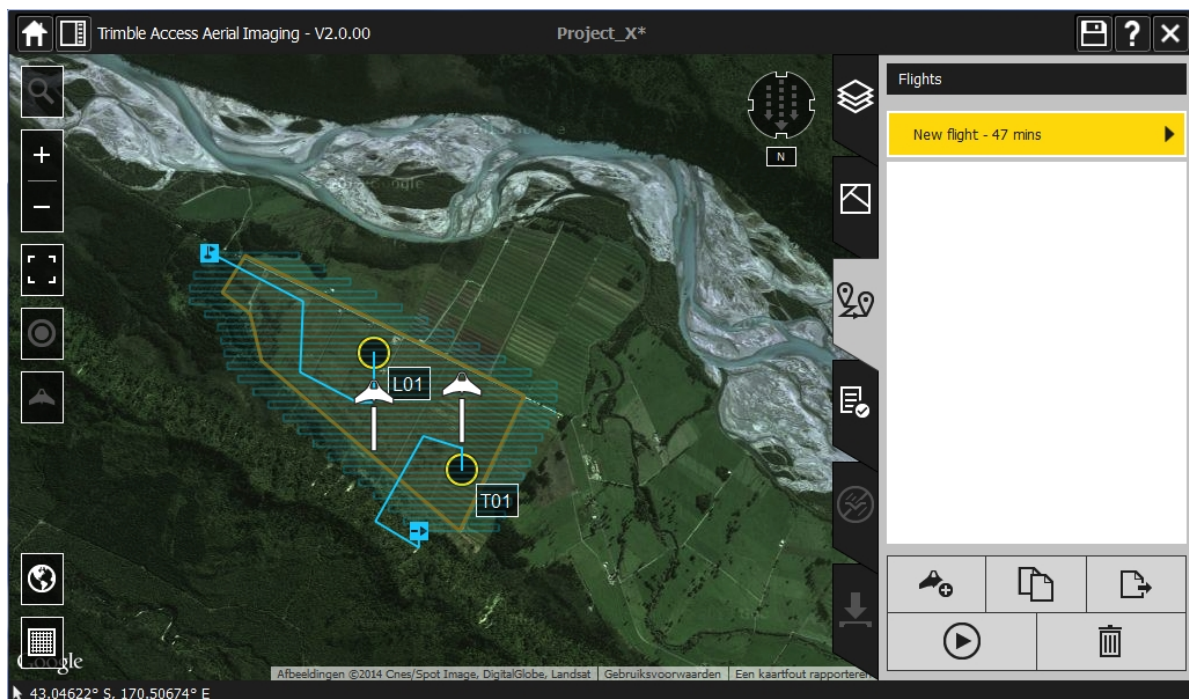 Trimble Access Aerial Imaging - V2.0.00
Project_X*
?
Flights
New flight - 47 mins
+
−
N
L01
T01
Google
Afbeeldingen ©2014 Cnes/Spot Image, DigitalGlobe, Landsat
Gebruiksvoorwaarden
Een kaartfout rapporteren
43.04622° S, 170.50674° E